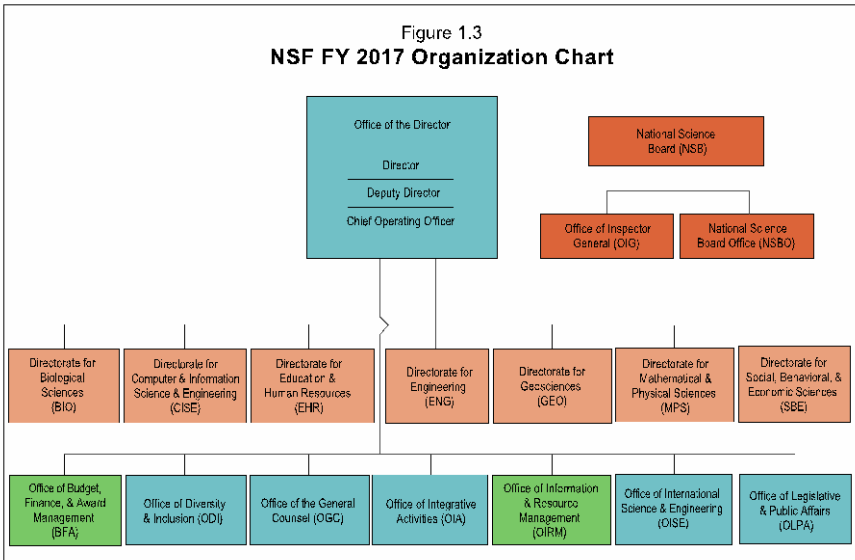 Figure 1.3
NSF FY 2017 Organization Chart
Office of the Director
Director
Deputy Director
Chief Operating Officer
National Science
Board (NSB)
Office of Inspector
General (OIG)
National Science
Board Office (NSBO)
Directorate for
Biological
Sciences
(BIO)
Directorate for
Computer & Information
Science & Engineering
(CISE)
Directorate for
Education &
Human Resources
(EHR)
Directorate for
Engineering
(ENG)
Directorate for
Geosciences
(GEO)
Directorate for
Mathematical &
Physical Sciences
(MPS)
Directorate for
Social, Behavioral, &
Economic Sciences
(SBE)
Office of Budget,
Finance, & Award
Management
(BFA)
Office of Diversity
& Inclusion (ODI)
Office of the General
Counsel (OGC)
Office of Integrative
Activities (OIA)
Office of Information
& Resource
Management
(OIRM)
Office of International
Science & Engineering
(OISE)
Office of Legislative
& Public Affairs
(OLPA)